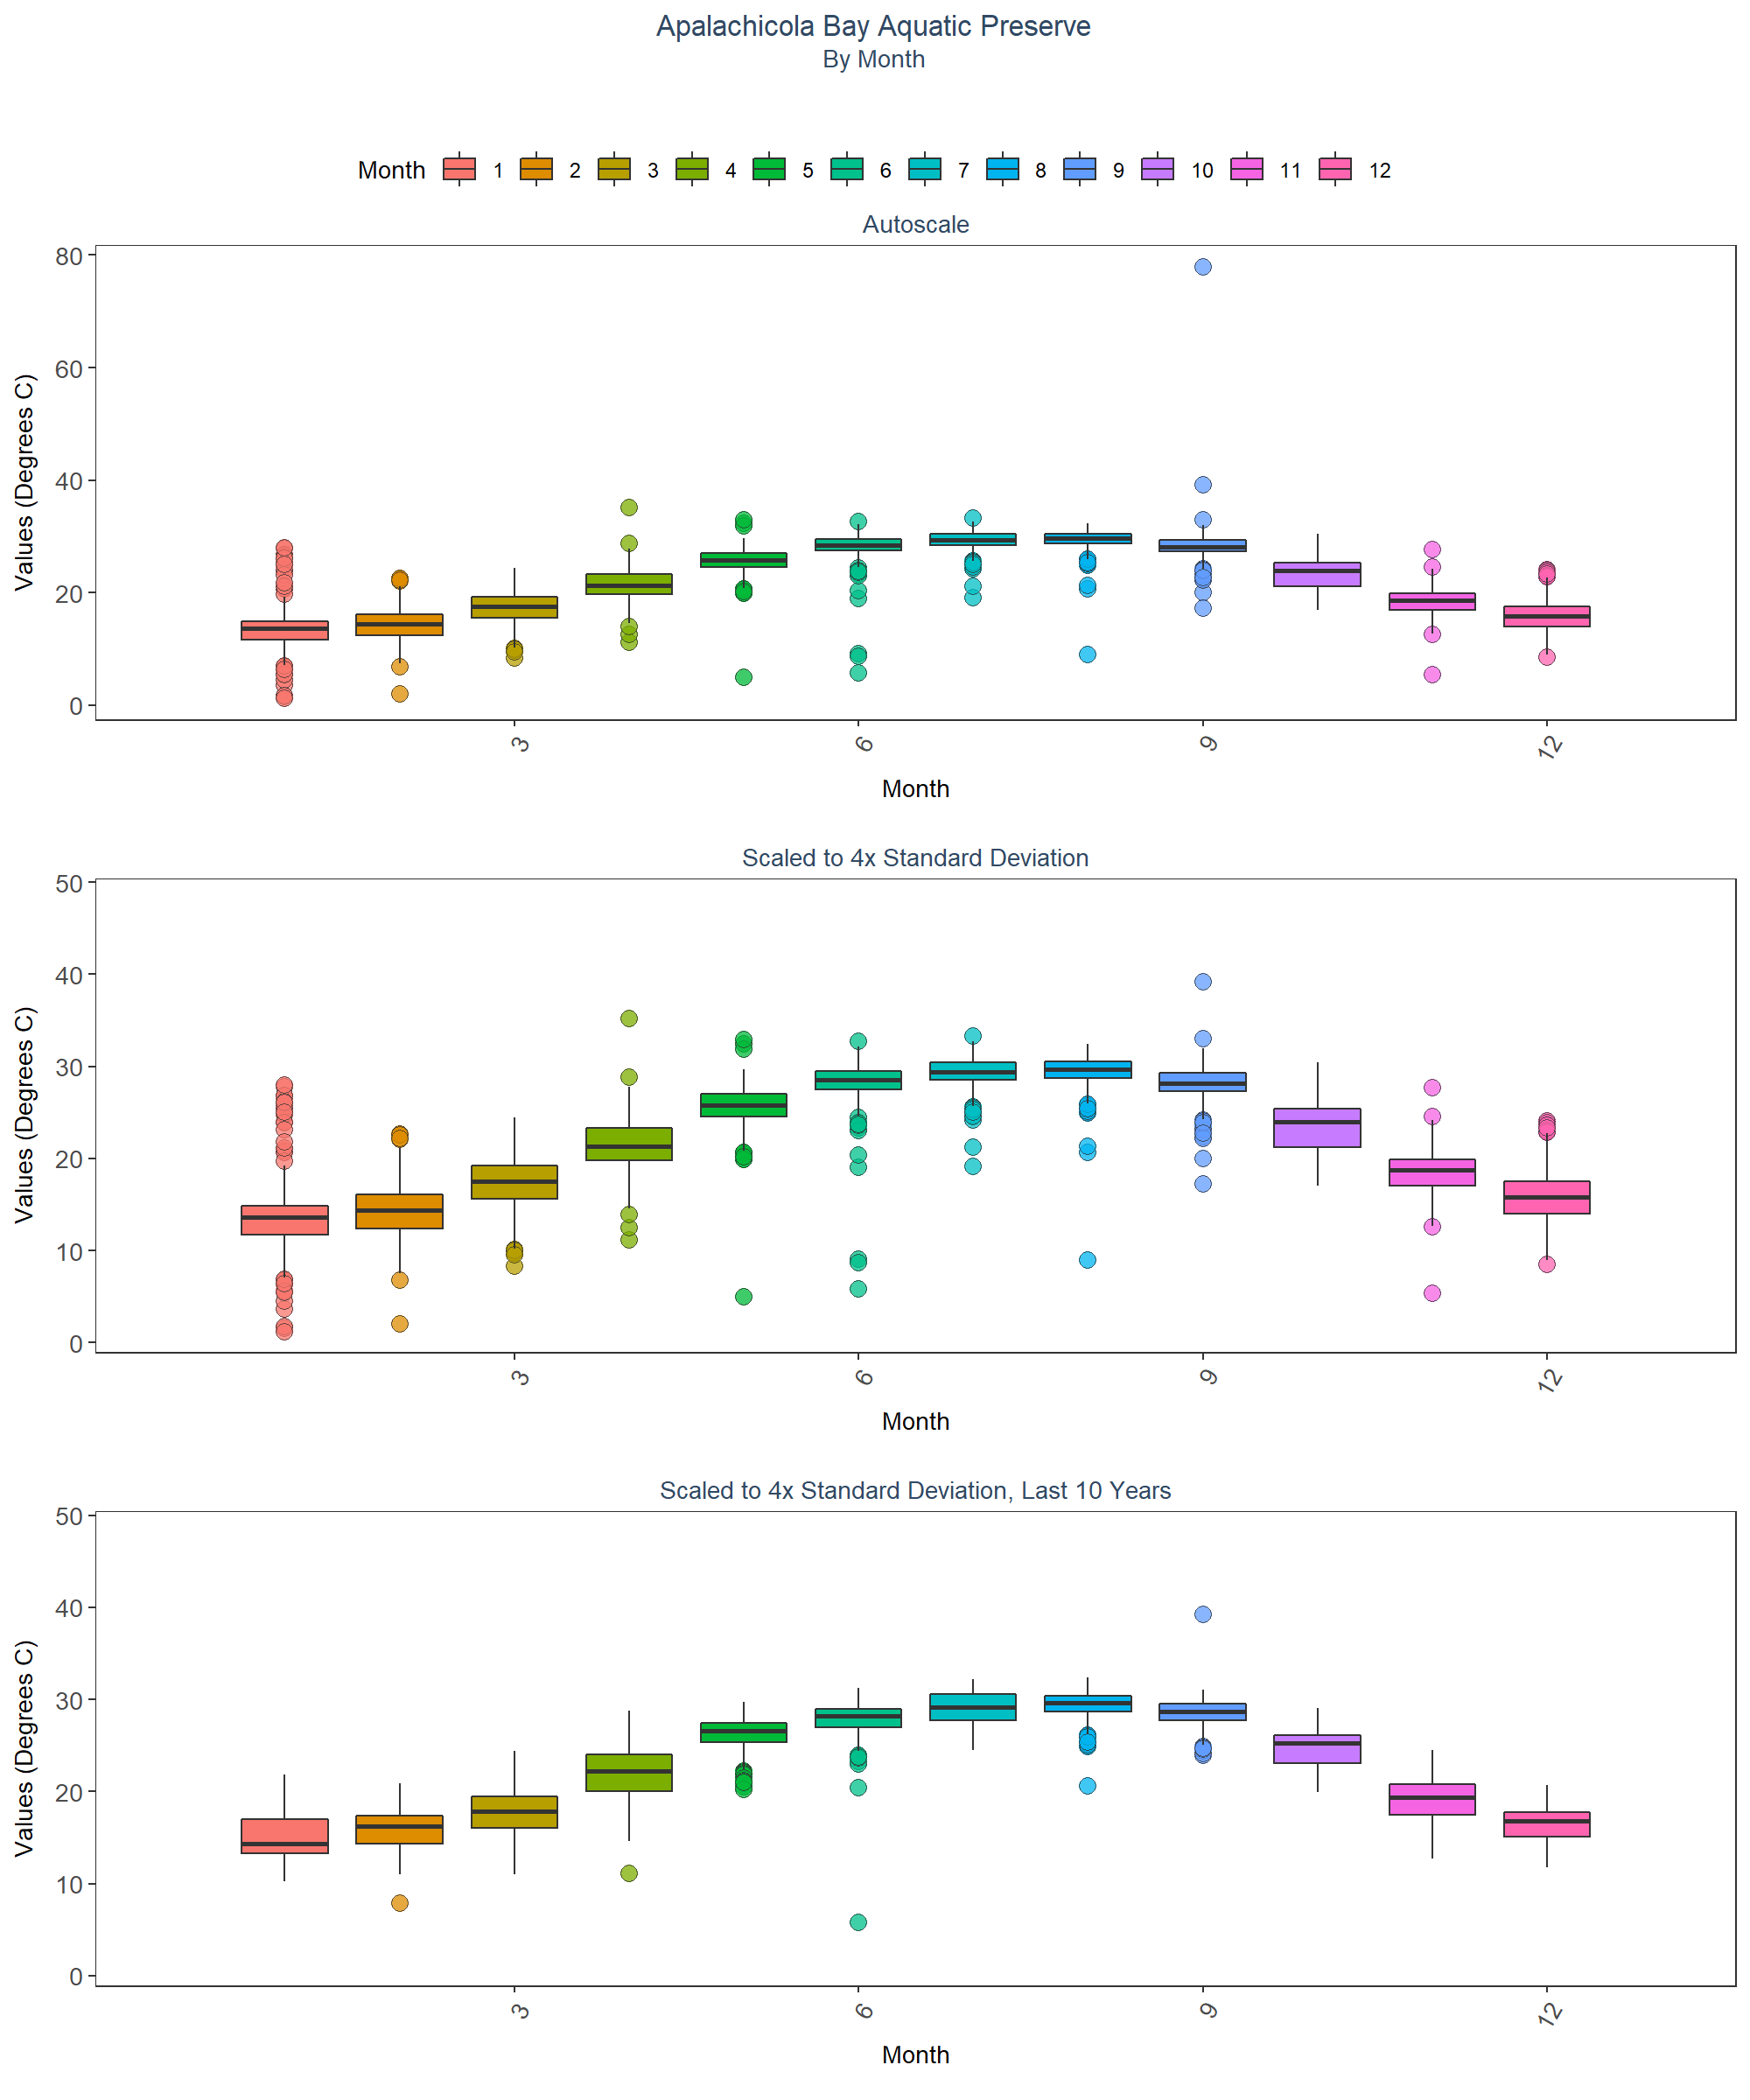 Apalachicola Bay Aquatic Preserve
By Month
Month 1 2 3 4 5 6 7 8 9 10 11 12
Autoscale
80
60
40
20
0
Values (Degrees C)
3 6 9 12
Month
Scaled to 4x Standard Deviation
50
40
30
20
10
0
Values (Degrees C)
3 6 9 12
Month
Scaled to 4x Standard Deviation, Last 10 Years
50
40
30
20
10
0
Values (Degrees C)
3 6 9 12
Month